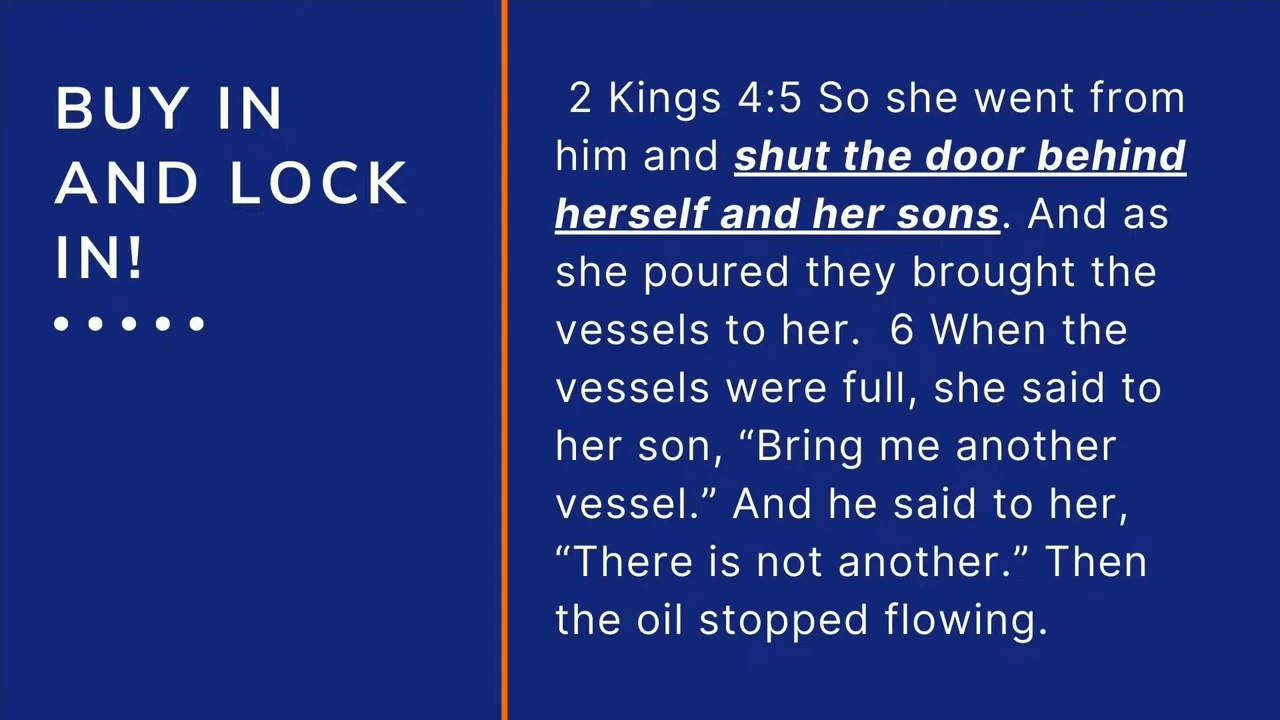 BUY IN
AND LOCK
IN!
2 Kings 4:5 So she went from
him and shut the door behind
herself and her sons. And as
she poured they brought the
vessels to her.  6 When the
vessels were full, she said to
her son, “Bring me another
vessel.” And he said to her,
“There is not another.” Then
the oil stopped flowing.